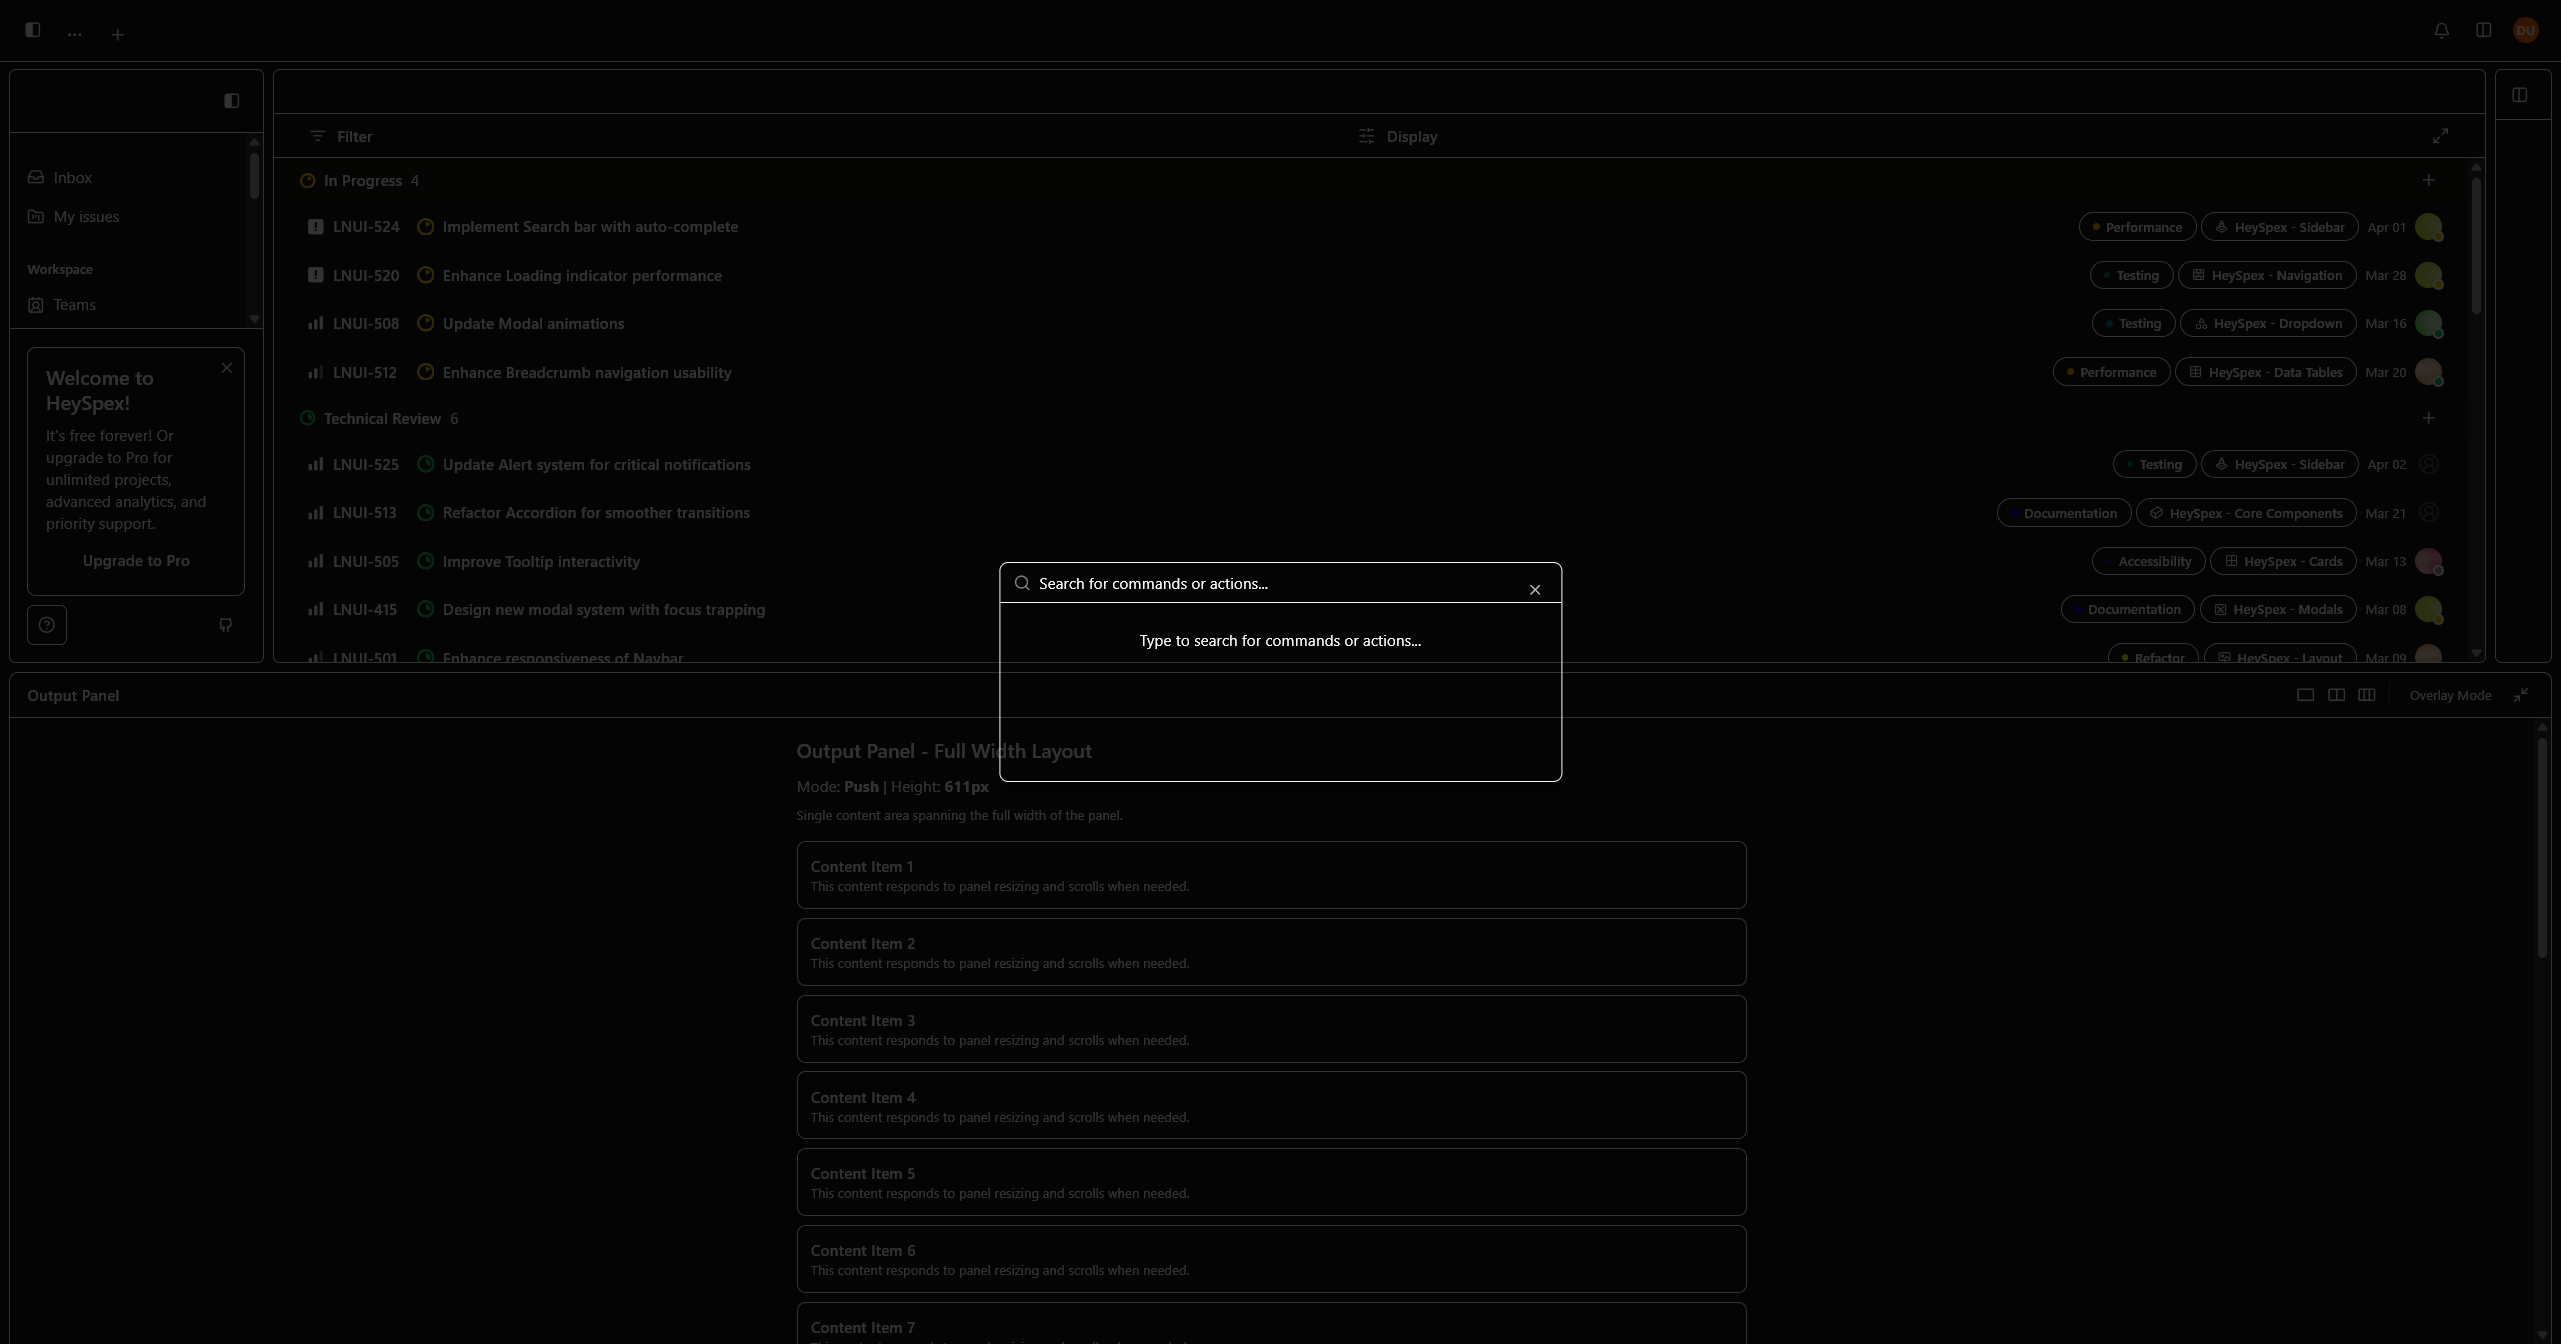 DU
Filter
Display
Inbox
My issues
Workspace
Teams
Welcome to
HeySpex!
It's free forever! Or
upgrade to Pro for
unlimited projects,
advanced analytics, and
priority support.
Upgrade to Pro
In Progress 4
LNUI-524 Implement Search bar with auto-complete Performance HeySpex - Sidebar Apr 01
LNUI-520 Enhance Loading indicator performance Testing HeySpex - Navigation Mar 28
LNUI-508 Update Modal animations Testing HeySpex - Dropdown Mar 16
LNUI-512 Enhance Breadcrumb navigation usability Performance HeySpex - Data Tables Mar 20
Technical Review 6
LNUI-525 Update Alert system for critical notifications Testing HeySpex - Sidebar Apr 02
LNUI-513 Refactor Accordion for smoother transitions Documentation HeySpex - Core Components Mar 21
LNUI-505 Improve Tooltip interactivity Accessibility HeySpex - Cards Mar 13
LNUI-415 Design new modal system with focus trapping Documentation HeySpex - Modals Mar 08
LNUI-501 Enhance responsiveness of Navbar Refactor HeySpex - Layout Mar 09
Search for commands or actions...
Type to search for commands or actions...
Output Panel
Overlay Mode
Output Panel - Full Width Layout
Mode: Push | Height: 611px
Single content area spanning the full width of the panel.
Content Item 1
This content responds to panel resizing and scrolls when needed.
Content Item 2
This content responds to panel resizing and scrolls when needed.
Content Item 3
This content responds to panel resizing and scrolls when needed.
Content Item 4
This content responds to panel resizing and scrolls when needed.
Content Item 5
This content responds to panel resizing and scrolls when needed.
Content Item 6
This content responds to panel resizing and scrolls when needed.
Content Item 7